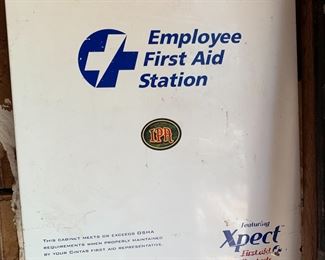 Employee
First Aid
Station
IPA
THIS CABINET MEETS OR EXCEEDS OSHA
REQUIREMENTS WHEN PROPERLY MAINTAINED
BY YOUR CINTAS FIRST AID REPRESENTATIVE.
featuring
Xpect
First aid